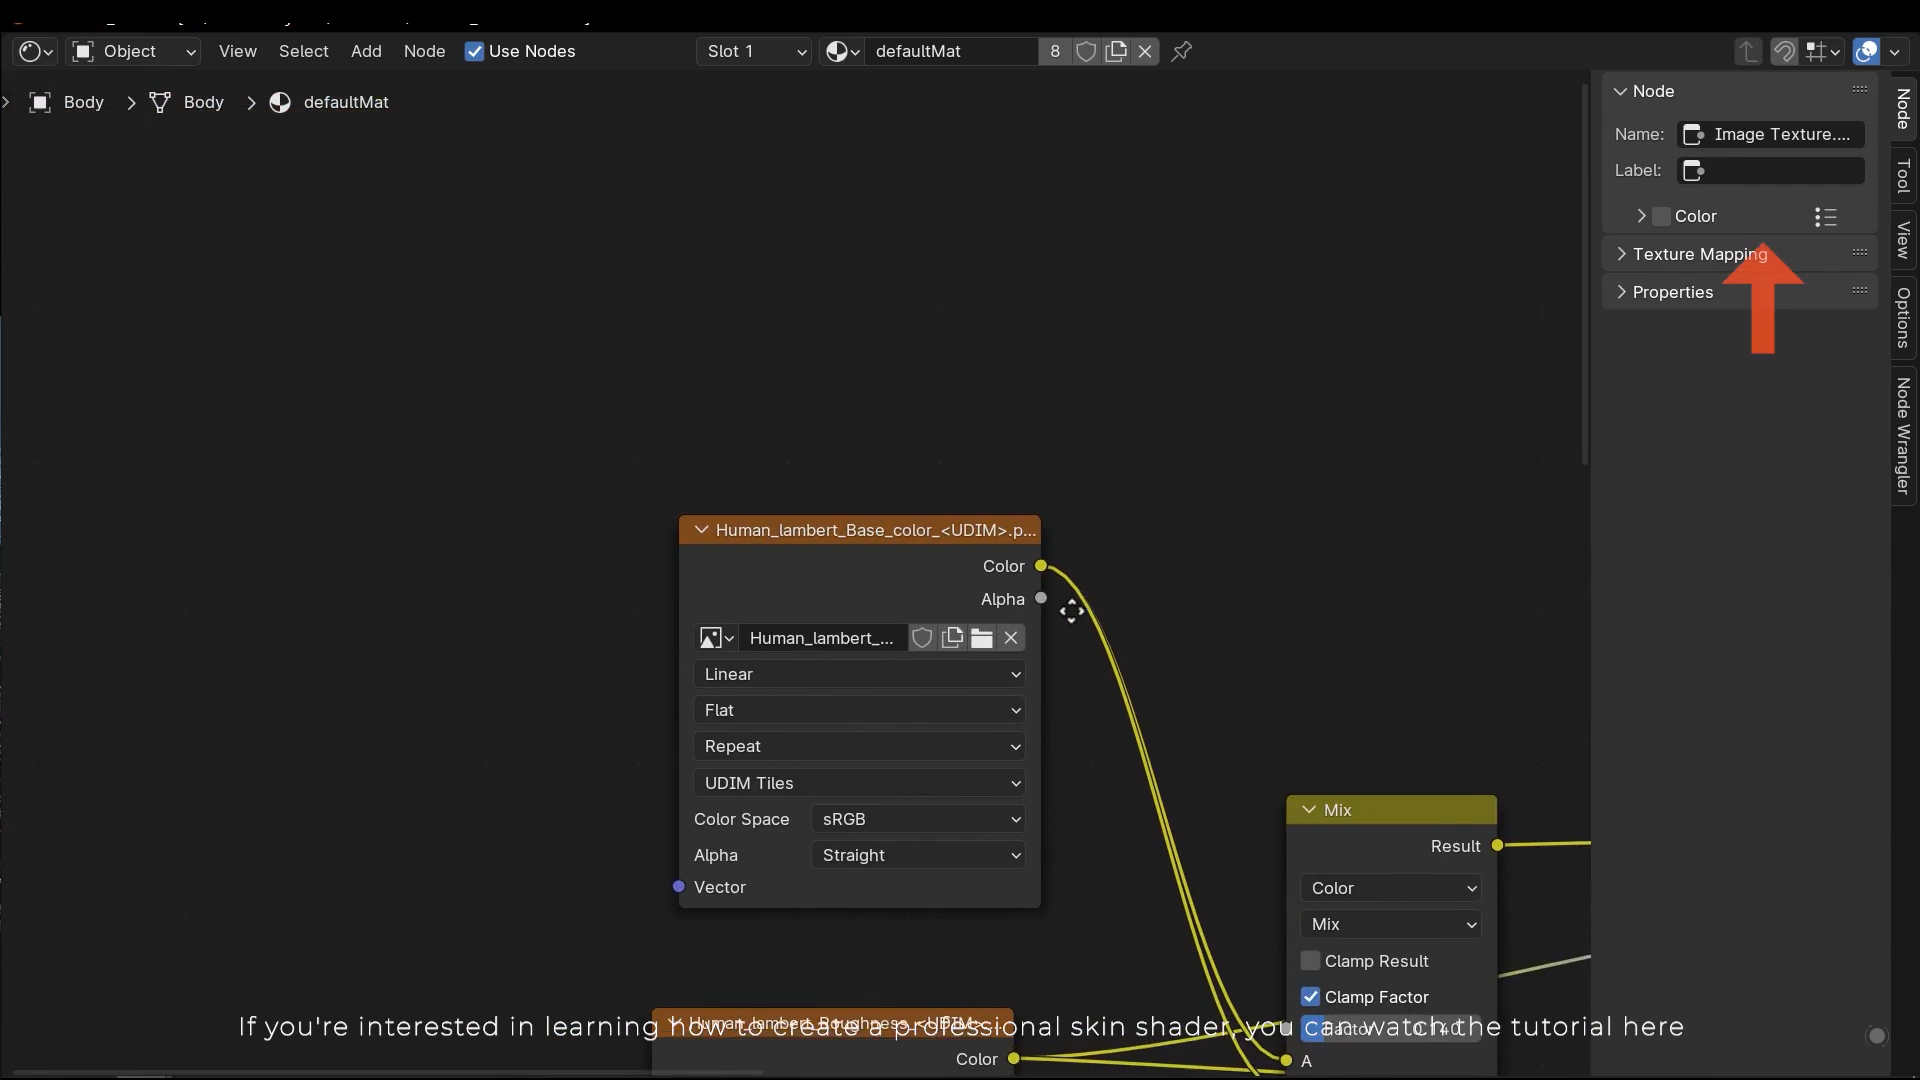 Object View Select Add Node Use Nodes Slot 1 defaultMat 8
Body Body defaultMat
Node
Name: Image Texture....
Label:
Color
Texture Mapping
Properties
Node
Tool
View
Options
Node Wrangler
Human_lambert_Base_color_<UDIM>.p...
Color
Alpha
Human_lambert_...
Linear
Flat
Repeat
UDIM Tiles
Color Space sRGB
Alpha Straight
Vector
Mix
Result
Color
Mix
Clamp Result
Clamp Factor
Factor
A
Human_lambert_Roughness_<UDIM>
Color
If you're interested in learning how to create a professional skin shader, you can watch the tutorial here